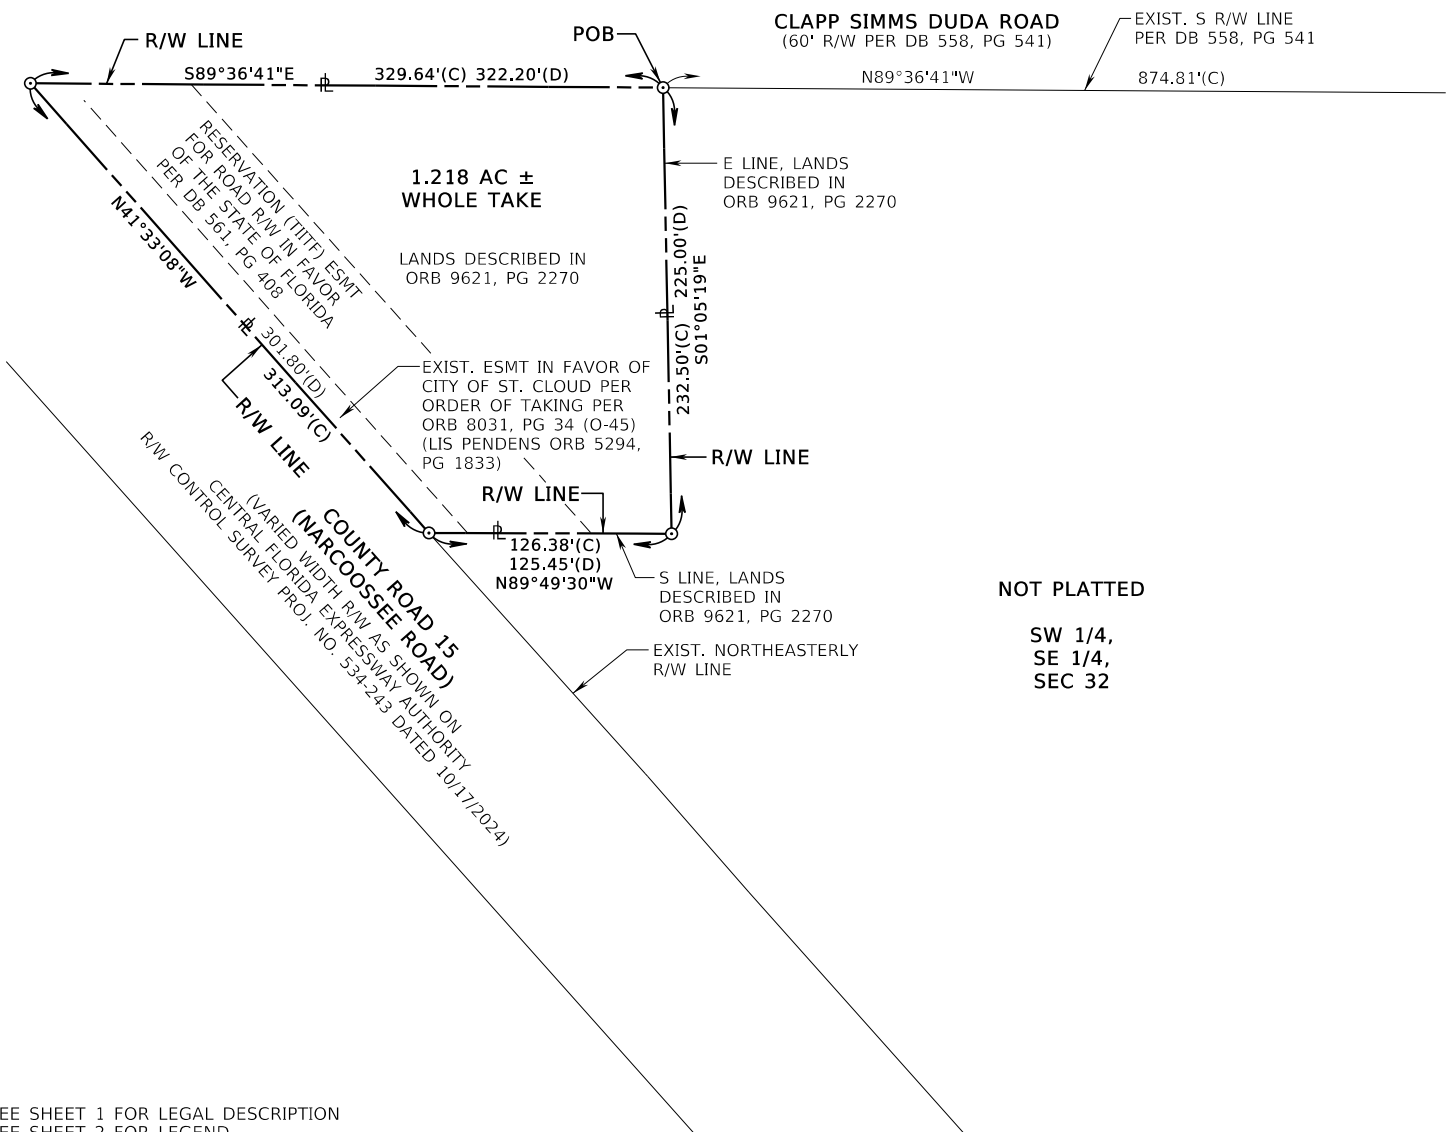 CLAPP SIMMS DUDA ROAD
(60' R/W PER DB 558, PG 541)
EXIST. S R/W LINE
PER DB 558, PG 541
R/W LINE
POB
S89°36'41"E
329.64'(C) 322.20'(D)
N89°36'41"W
874.81'(C)
RESERVATION (TIITF) ESMT
FOR ROAD R/W IN FAVOR
OF THE STATE OF FLORIDA
PER DB 561, PG 408
1.218 AC ±
WHOLE TAKE
E LINE, LANDS
DESCRIBED IN
ORB 9621, PG 2270
N41°33'08"W
LANDS DESCRIBED IN
ORB 9621, PG 2270
232.50'(C) 225.00'(D)
S01°05'19"E
301.80'(D)
313.09'(C)
R/W LINE
EXIST. ESMT IN FAVOR OF
CITY OF ST. CLOUD PER
ORDER OF TAKING PER
ORB 8031, PG 34 (O-45)
(LIS PENDENS ORB 5294,
PG 1833)
R/W LINE
R/W LINE
126.38'(C)
125.45'(D)
N89°49'30"W
S LINE, LANDS
DESCRIBED IN
ORB 9621, PG 2270
EXIST. NORTHEASTERLY
R/W LINE
COUNTY ROAD 15
(NARCOOSSEE ROAD)
(VARIED WIDTH R/W AS SHOWN ON
CENTRAL FLORIDA EXPRESSWAY AUTHORITY
R/W CONTROL SURVEY PROJ. NO. 534-243 DATED 10/17/2024)
NOT PLATTED
SW 1/4,
SE 1/4,
SEC 32
EE SHEET 1 FOR LEGAL DESCRIPTION
EE SHEET 2 FOR LEGEND